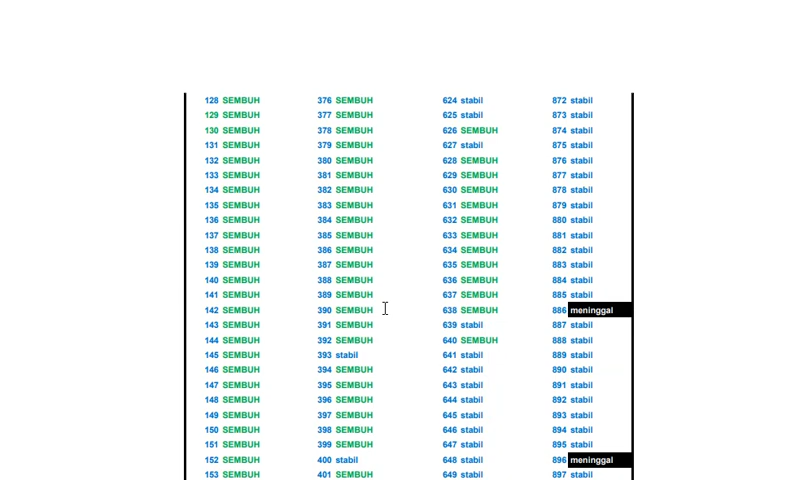 128 SEMBUH 376 SEMBUH 624 stabil 872 stabil
129 SEMBUH 377 SEMBUH 625 stabil 873 stabil
130 SEMBUH 378 SEMBUH 626 SEMBUH 874 stabil
131 SEMBUH 379 SEMBUH 627 stabil 875 stabil
132 SEMBUH 380 SEMBUH 628 SEMBUH 876 stabil
133 SEMBUH 381 SEMBUH 629 SEMBUH 877 stabil
134 SEMBUH 382 SEMBUH 630 SEMBUH 878 stabil
135 SEMBUH 383 SEMBUH 631 SEMBUH 879 stabil
136 SEMBUH 384 SEMBUH 632 SEMBUH 880 stabil
137 SEMBUH 385 SEMBUH 633 SEMBUH 881 stabil
138 SEMBUH 386 SEMBUH 634 SEMBUH 882 stabil
139 SEMBUH 387 SEMBUH 635 SEMBUH 883 stabil
140 SEMBUH 388 SEMBUH 636 SEMBUH 884 stabil
141 SEMBUH 389 SEMBUH 637 SEMBUH 885 stabil
142 SEMBUH 390 SEMBUH 638 SEMBUH 886 meninggal
143 SEMBUH 391 SEMBUH 639 stabil 887 stabil
144 SEMBUH 392 SEMBUH 640 SEMBUH 888 stabil
145 SEMBUH 393 stabil 641 stabil 889 stabil
146 SEMBUH 394 SEMBUH 642 stabil 890 stabil
147 SEMBUH 395 SEMBUH 643 stabil 891 stabil
148 SEMBUH 396 SEMBUH 644 stabil 892 stabil
149 SEMBUH 397 SEMBUH 645 stabil 893 stabil
150 SEMBUH 398 SEMBUH 646 stabil 894 stabil
151 SEMBUH 399 SEMBUH 647 stabil 895 stabil
152 SEMBUH 400 stabil 648 stabil 896 meninggal
153 SEMBUH 401 SEMBUH 649 stabil 897 stabil